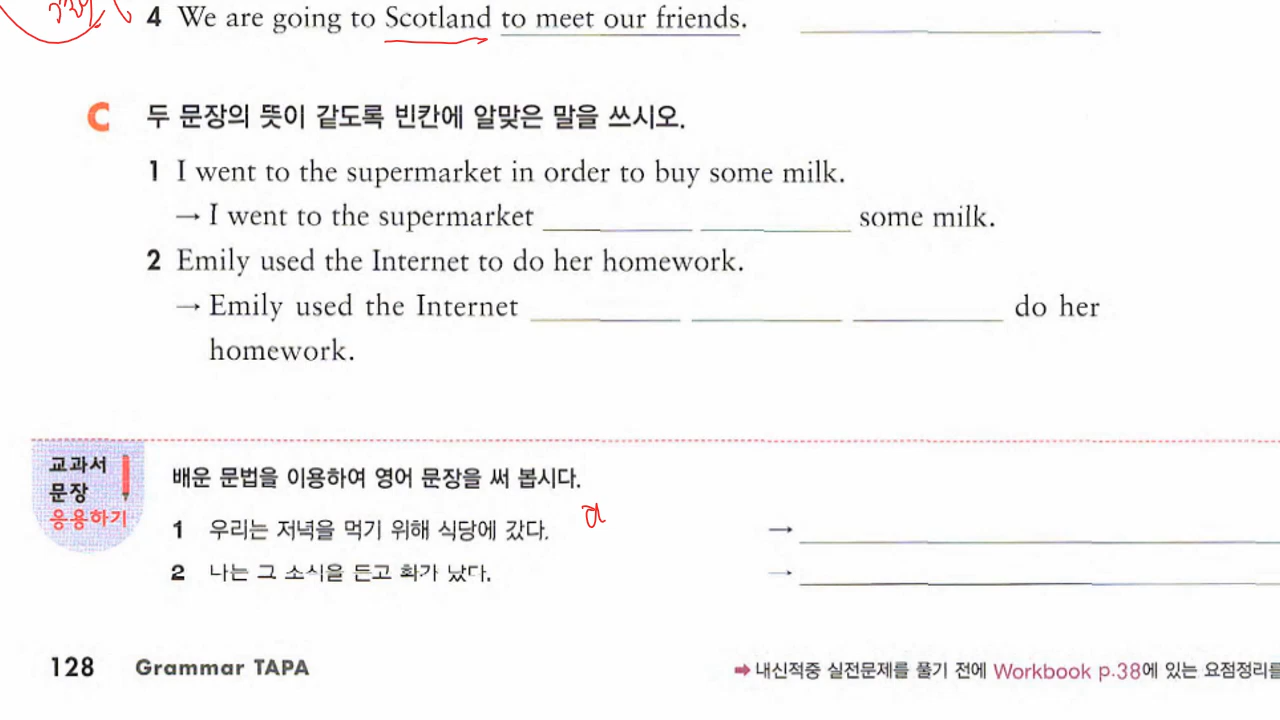 4 We are going to Scotland to meet our friends.
C 두 문장의 뜻이 같도록 빈칸에 알맞은 말을 쓰시오.
1 I went to the supermarket in order to buy some milk.
→ I went to the supermarket some milk.
2 Emily used the Internet to do her homework.
→ Emily used the Internet do her
homework.
교과서
문장
응용하기
배운 문법을 이용하여 영어 문장을 써 봅시다.
1 우리는 저녁을 먹기 위해 식당에 갔다. a →
2 나는 그 소식을 듣고 화가 났다. →
128 Grammar TAPA
➡ 내신적중 실전문제를 풀기 전에 Workbook p.38에 있는 요점정리를